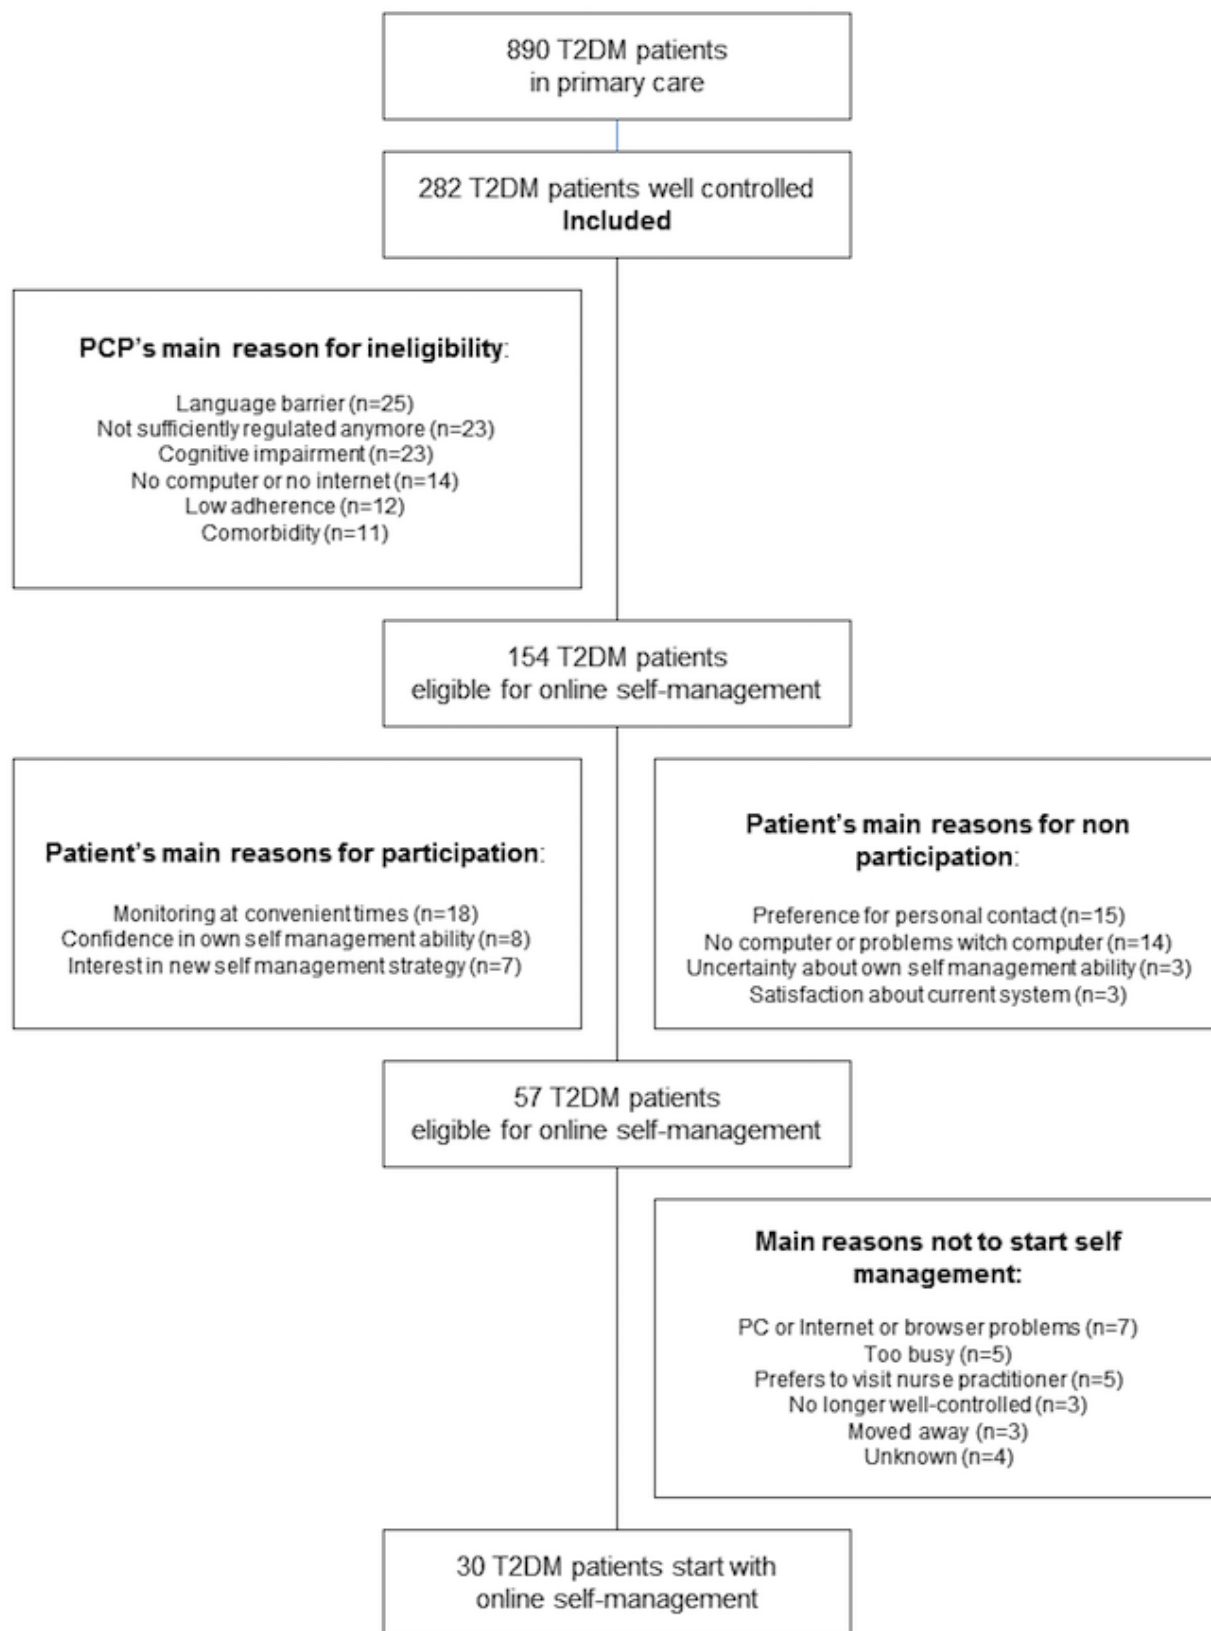 890 T2DM patients
in primary care
282 T2DM patients well controlled
Included
PCP's main reason for ineligibility:
Language barrier (n=25)
Not sufficiently regulated anymore (n=23)
Cognitive impairment (n=23)
No computer or no internet (n=14)
Low adherence (n=12)
Comorbidity (n=11)
154 T2DM patients
eligible for online self-management
Patient's main reasons for participation:
Monitoring at convenient times (n=18)
Confidence in own self management ability (n=8)
Interest in new self management strategy (n=7)
Patient's main reasons for non
participation:
Preference for personal contact (n=15)
No computer or problems witch computer (n=14)
Uncertainty about own self management ability (n=3)
Satisfaction about current system (n=3)
57 T2DM patients
eligible for online self-management
Main reasons not to start self
management:
PC or Internet or browser problems (n=7)
Too busy (n=5)
Prefers to visit nurse practitioner (n=5)
No longer well-controlled (n=3)
Moved away (n=3)
Unknown (n=4)
30 T2DM patients start with
online self-management